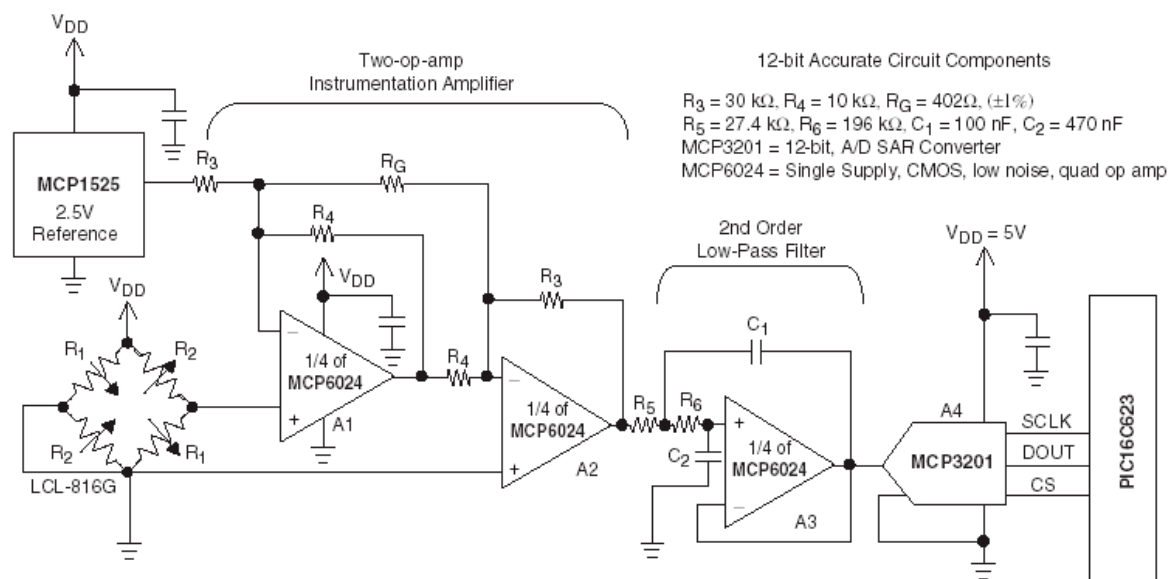 V_DD
Two-op-amp
Instrumentation Amplifier
12-bit Accurate Circuit Components
R3 = 30 kΩ, R4 = 10 kΩ, RG = 402Ω, (±1%)
R5 = 27.4 kΩ, R6 = 196 kΩ, C1 = 100 nF, C2 = 470 nF
MCP3201 = 12-bit, A/D SAR Converter
MCP6024 = Single Supply, CMOS, low noise, quad op amp
MCP1525
2.5V
Reference
R3
RG
R4
VDD
2nd Order
Low-Pass Filter
VDD = 5V
VDD
R1
R2
R2
R1
LCL-816G
–
+
1/4 of
MCP6024
A1
R4
R3
–
+
1/4 of
MCP6024
A2
R5
R6
C1
C2
+
–
1/4 of
MCP6024
A3
A4
MCP3201
SCLK
DOUT
CS
PIC16C623